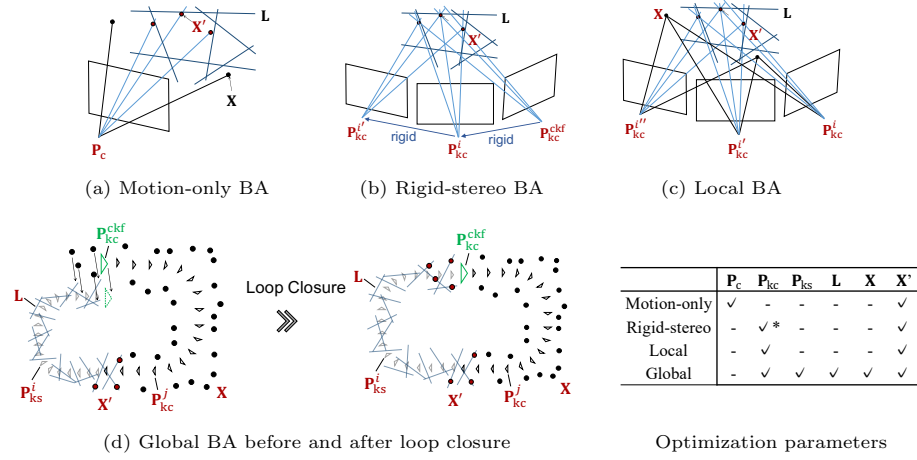 L
X'
X
P_c
(a) Motion-only BA
L
X'
P_kc^i'
rigid
P_kc^i
rigid
P_kc^ckf
(b) Rigid-stereo BA
X
L
X'
P_kc^i''
P_kc^i'
P_kc^i
(c) Local BA
P_kc^ckf
L
P_ks^i
X'
P_kc^j
X
Loop Closure
P_kc^ckf
L
P_ks^i
X'
P_kc^j
X
(d) Global BA before and after loop closure
P_c P_kc P_ks L X X'
Motion-only ✓ - - - - ✓
Rigid-stereo - ✓* - - - ✓
Local - ✓ - - - ✓
Global - ✓ ✓ ✓ ✓ ✓
Optimization parameters